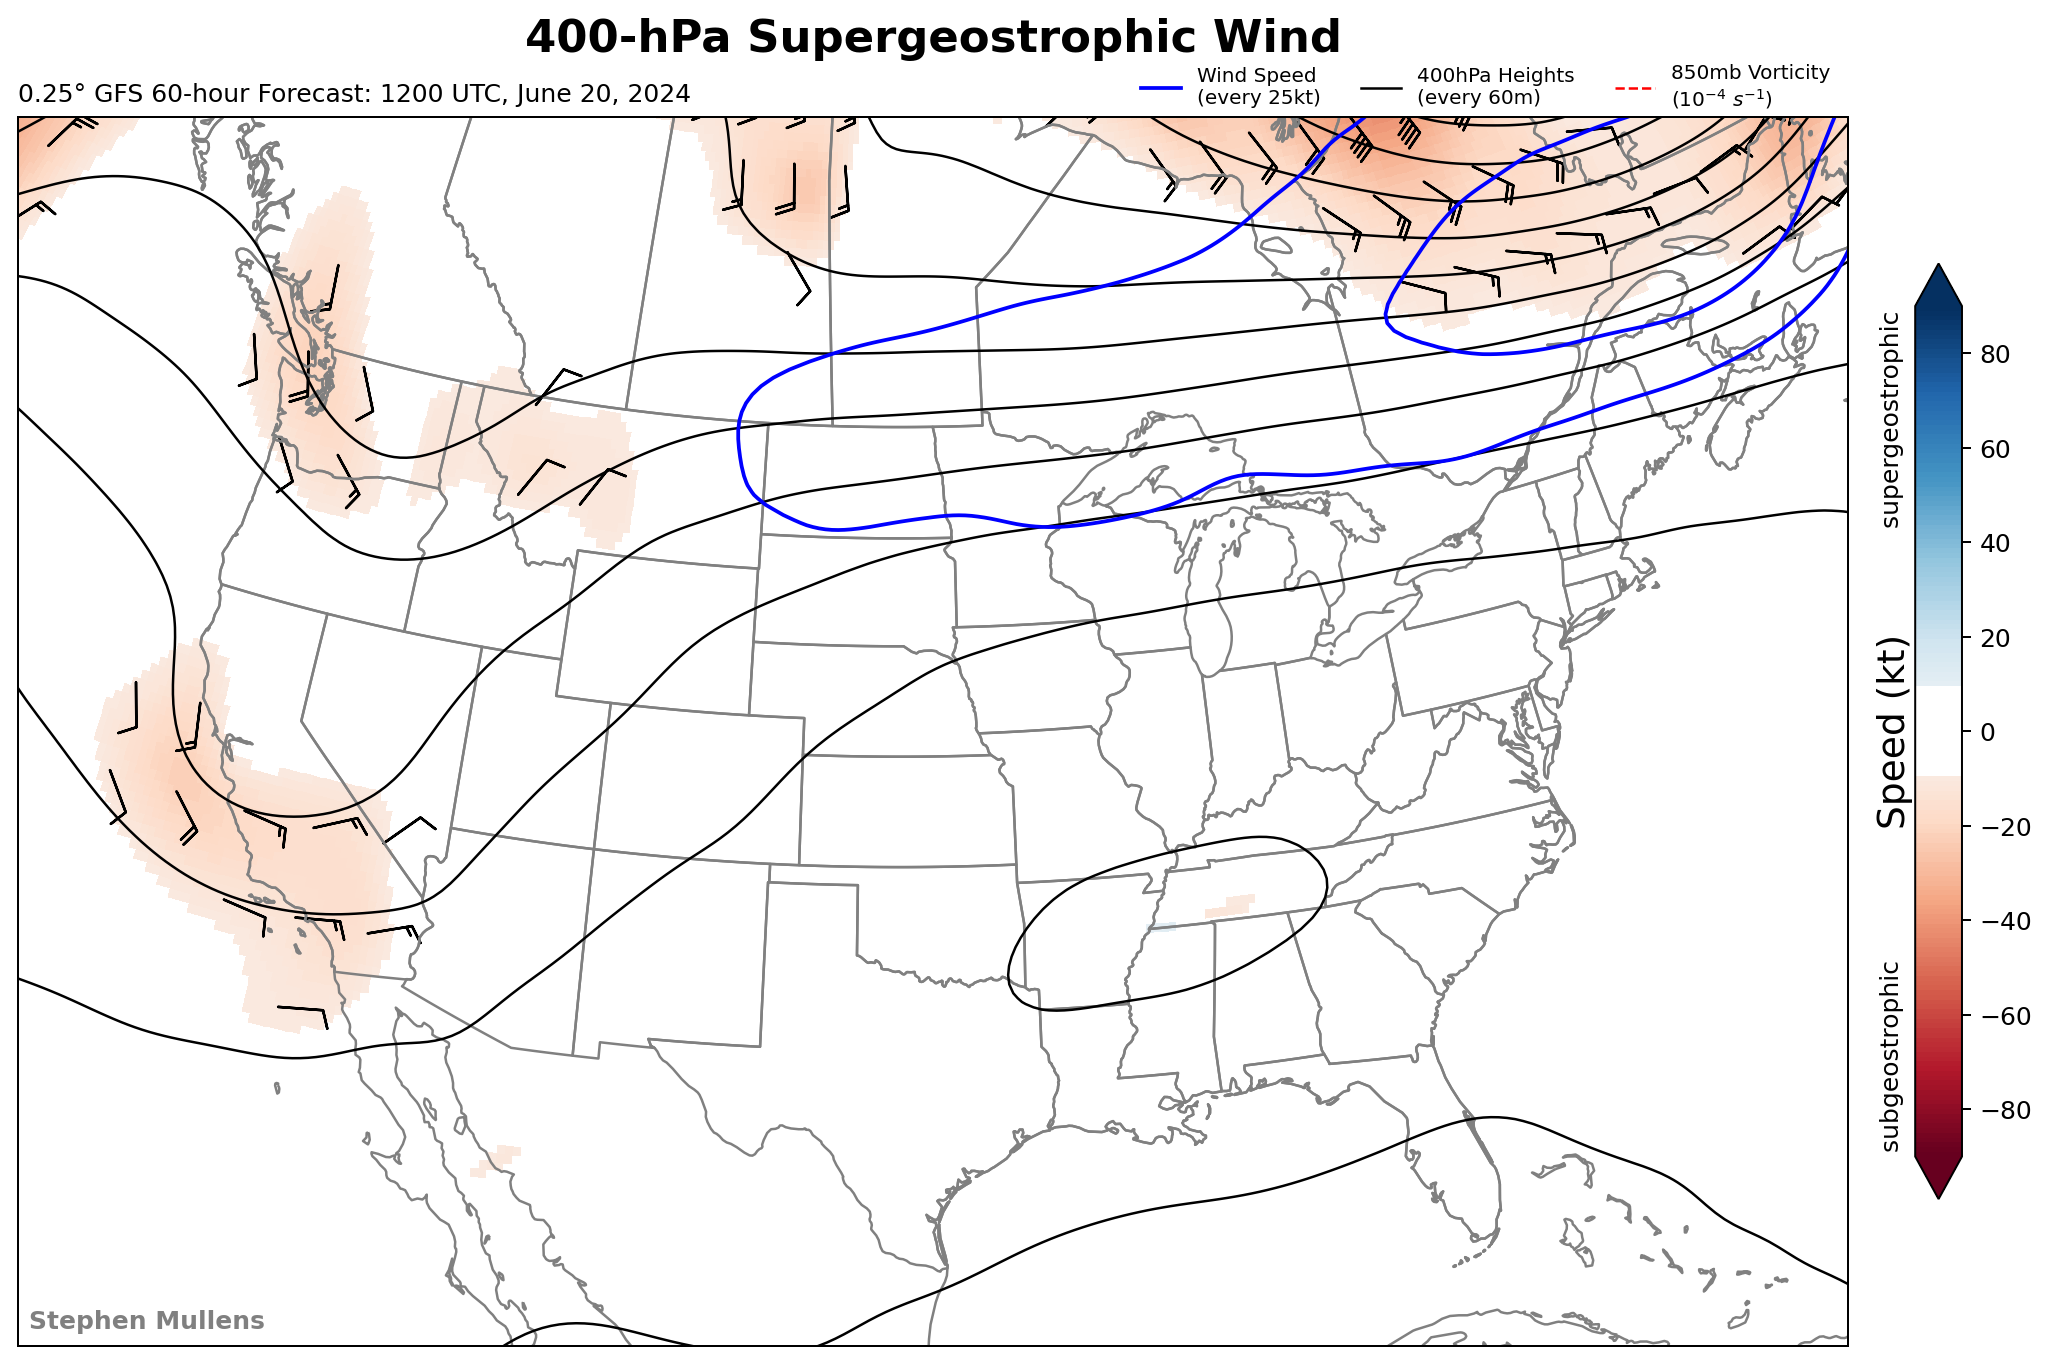 400-hPa Supergeostrophic Wind
0.25° GFS 60-hour Forecast: 1200 UTC, June 20, 2024
Wind Speed
(every 25kt)
400hPa Heights
(every 60m)
850mb Vorticity
(10⁻⁴ s⁻¹)
supergeostrophic
Speed (kt)
subgeostrophic
80
60
40
20
0
−20
−40
−60
−80
Stephen Mullens